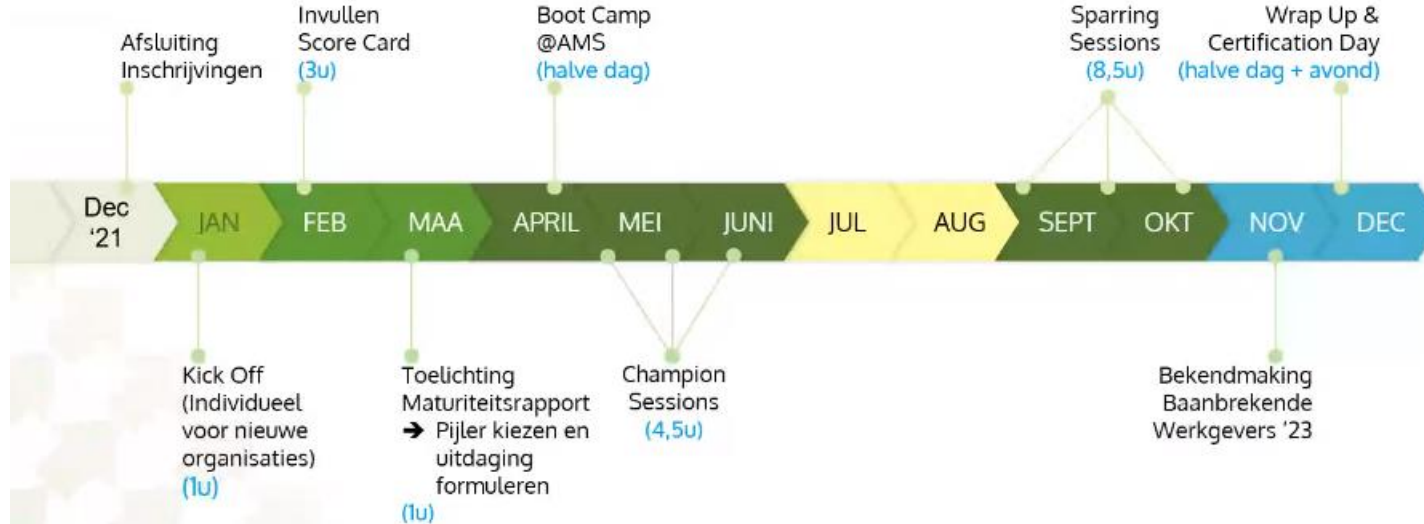 Afsluiting
Inschrijvingen
Invullen
Score Card
(3u)
Boot Camp
@AMS
(halve dag)
Sparring
Sessions
(8,5u)
Wrap Up &
Certification Day
(halve dag + avond)
Dec
'21
JAN
FEB
MAA
APRIL
MEI
JUNI
JUL
AUG
SEPT
OKT
NOV
DEC
Kick Off
(Individueel
voor nieuwe
organisaties)
(1u)
Toelichting
Maturiteitsrapport
➔ Pijler kiezen en
uitdaging
formuleren
(1u)
Champion
Sessions
(4,5u)
Bekendmaking
Baanbrekende
Werkgevers '23